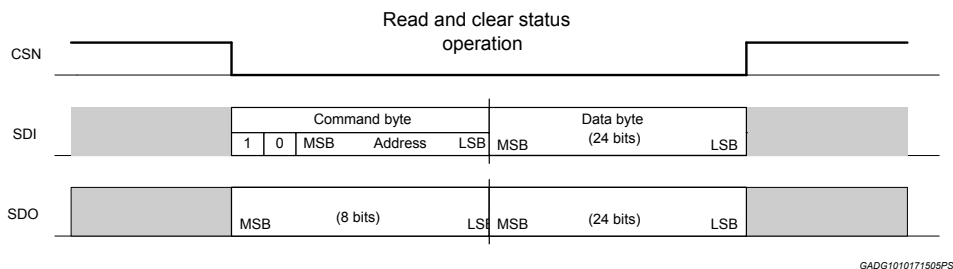 Read and clear status
operation
CSN
SDI
Command byte
1 0 MSB Address LSB
Data byte
(24 bits)
MSB LSB
SDO
MSB (8 bits) LSB
MSB (24 bits) LSB
GADG1010171505PS